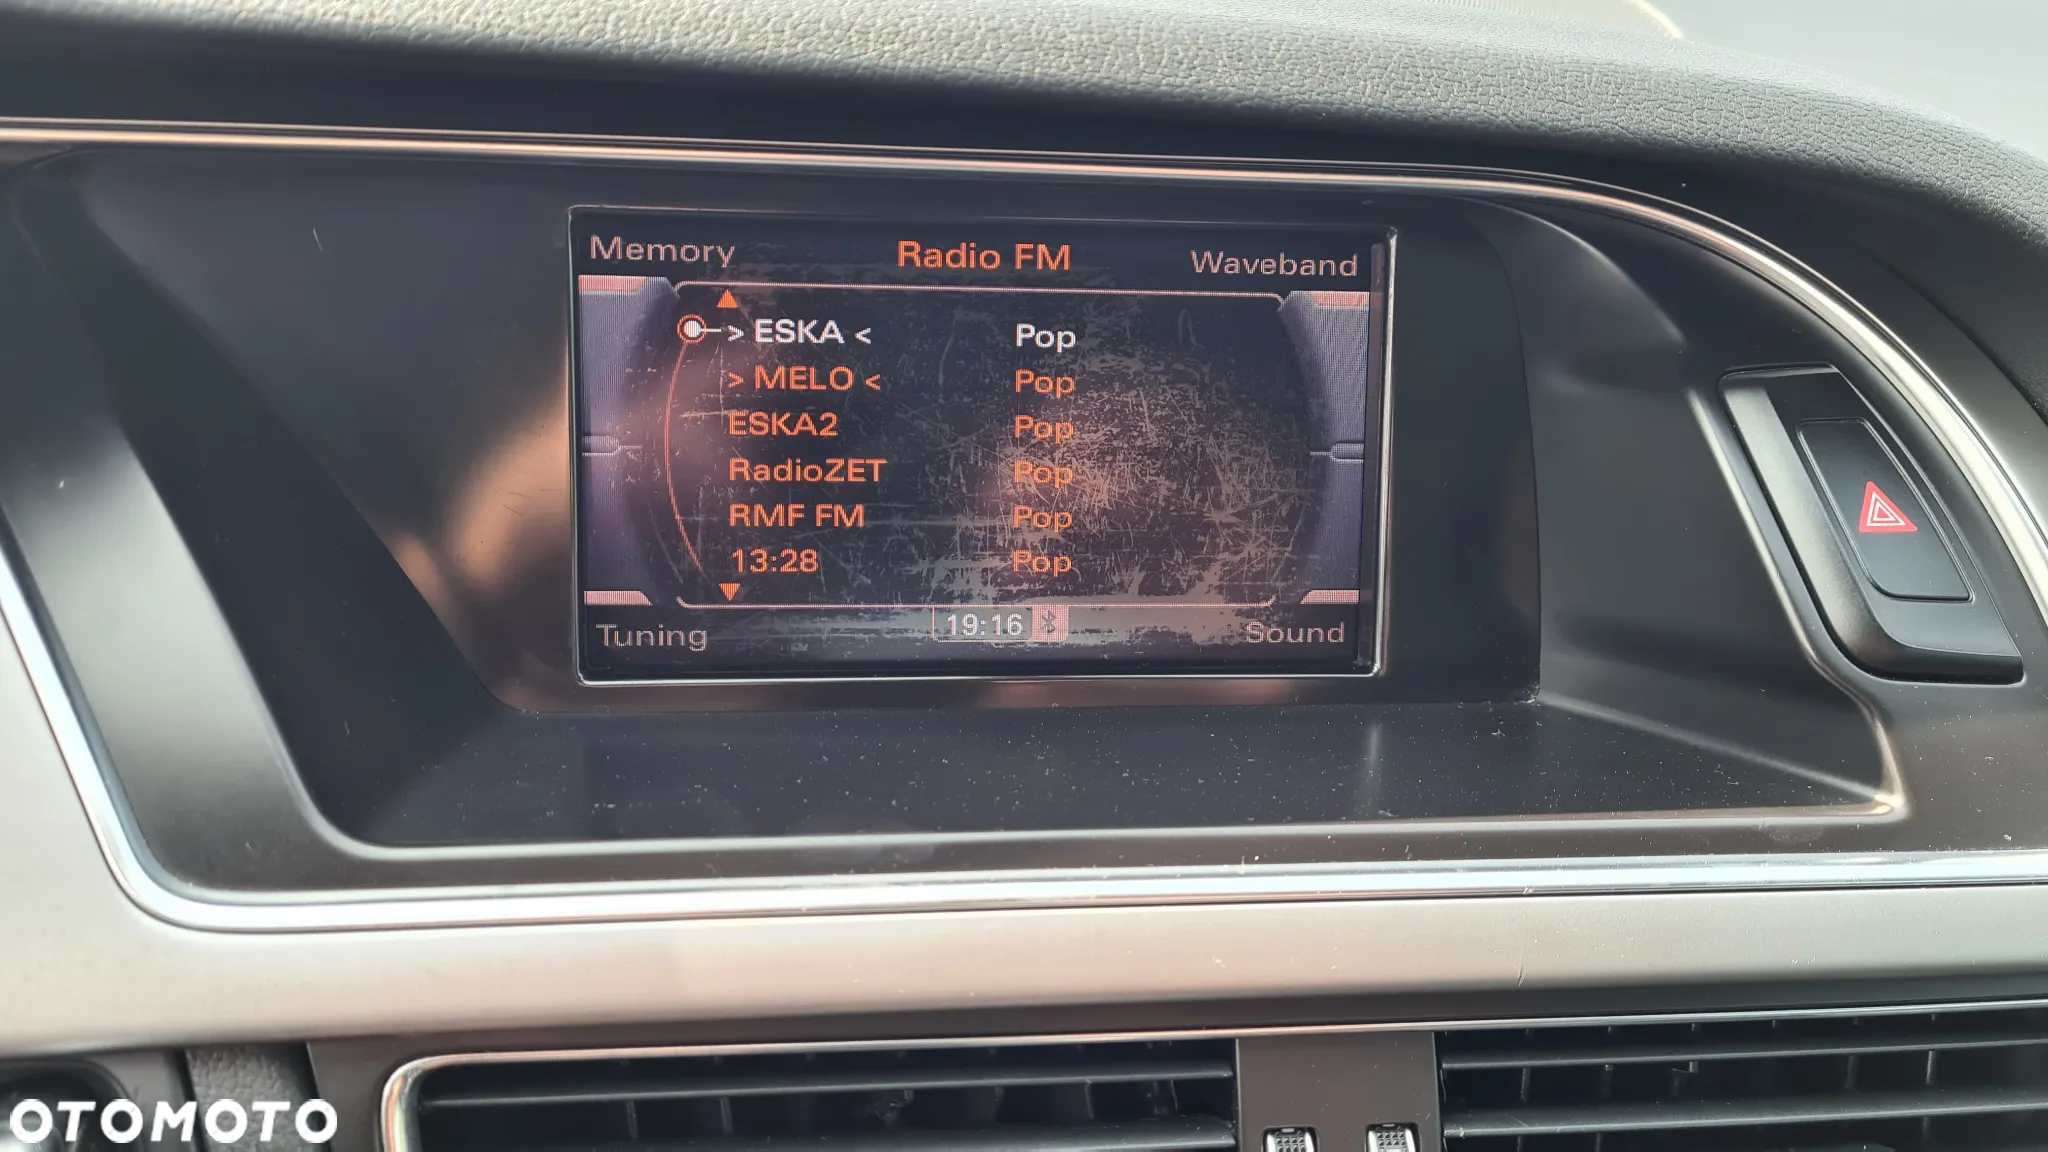 Memory Radio FM Waveband
> ESKA < Pop
> MELO < Pop
ESKA2 Pop
RadioZET Pop
RMF FM Pop
13:28 Pop
Tuning 19:16 Sound
OTOMOTO